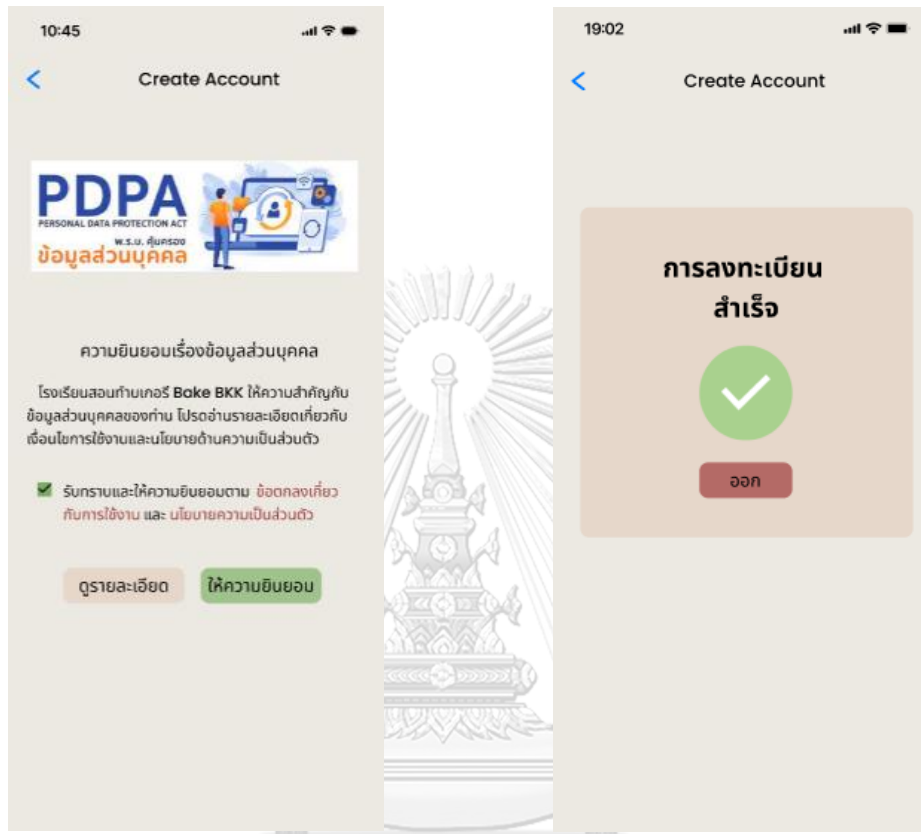 10:45
Create Account
PDPA
PERSONAL DATA PROTECTION ACT
พ.ร.บ. คุ้มครอง
ข้อมูลส่วนบุคคล
ความยินยอมเรื่องข้อมูลส่วนบุคคล
โรงเรียนสอนทำเบเกอรี Bake BKK ให้ความสำคัญกับ
ข้อมูลส่วนบุคคลของท่าน โปรดอ่านรายละเอียดเกี่ยวกับ
เงื่อนไขการใช้งานและนโยบายด้านความเป็นส่วนตัว
รับทราบและให้ความยินยอมตาม ข้อตกลงเกี่ยว
กับการใช้งาน และ นโยบายความเป็นส่วนตัว
ดูรายละเอียด
ให้ความยินยอม
19:02
Create Account
การลงทะเบียน
สำเร็จ
ออก